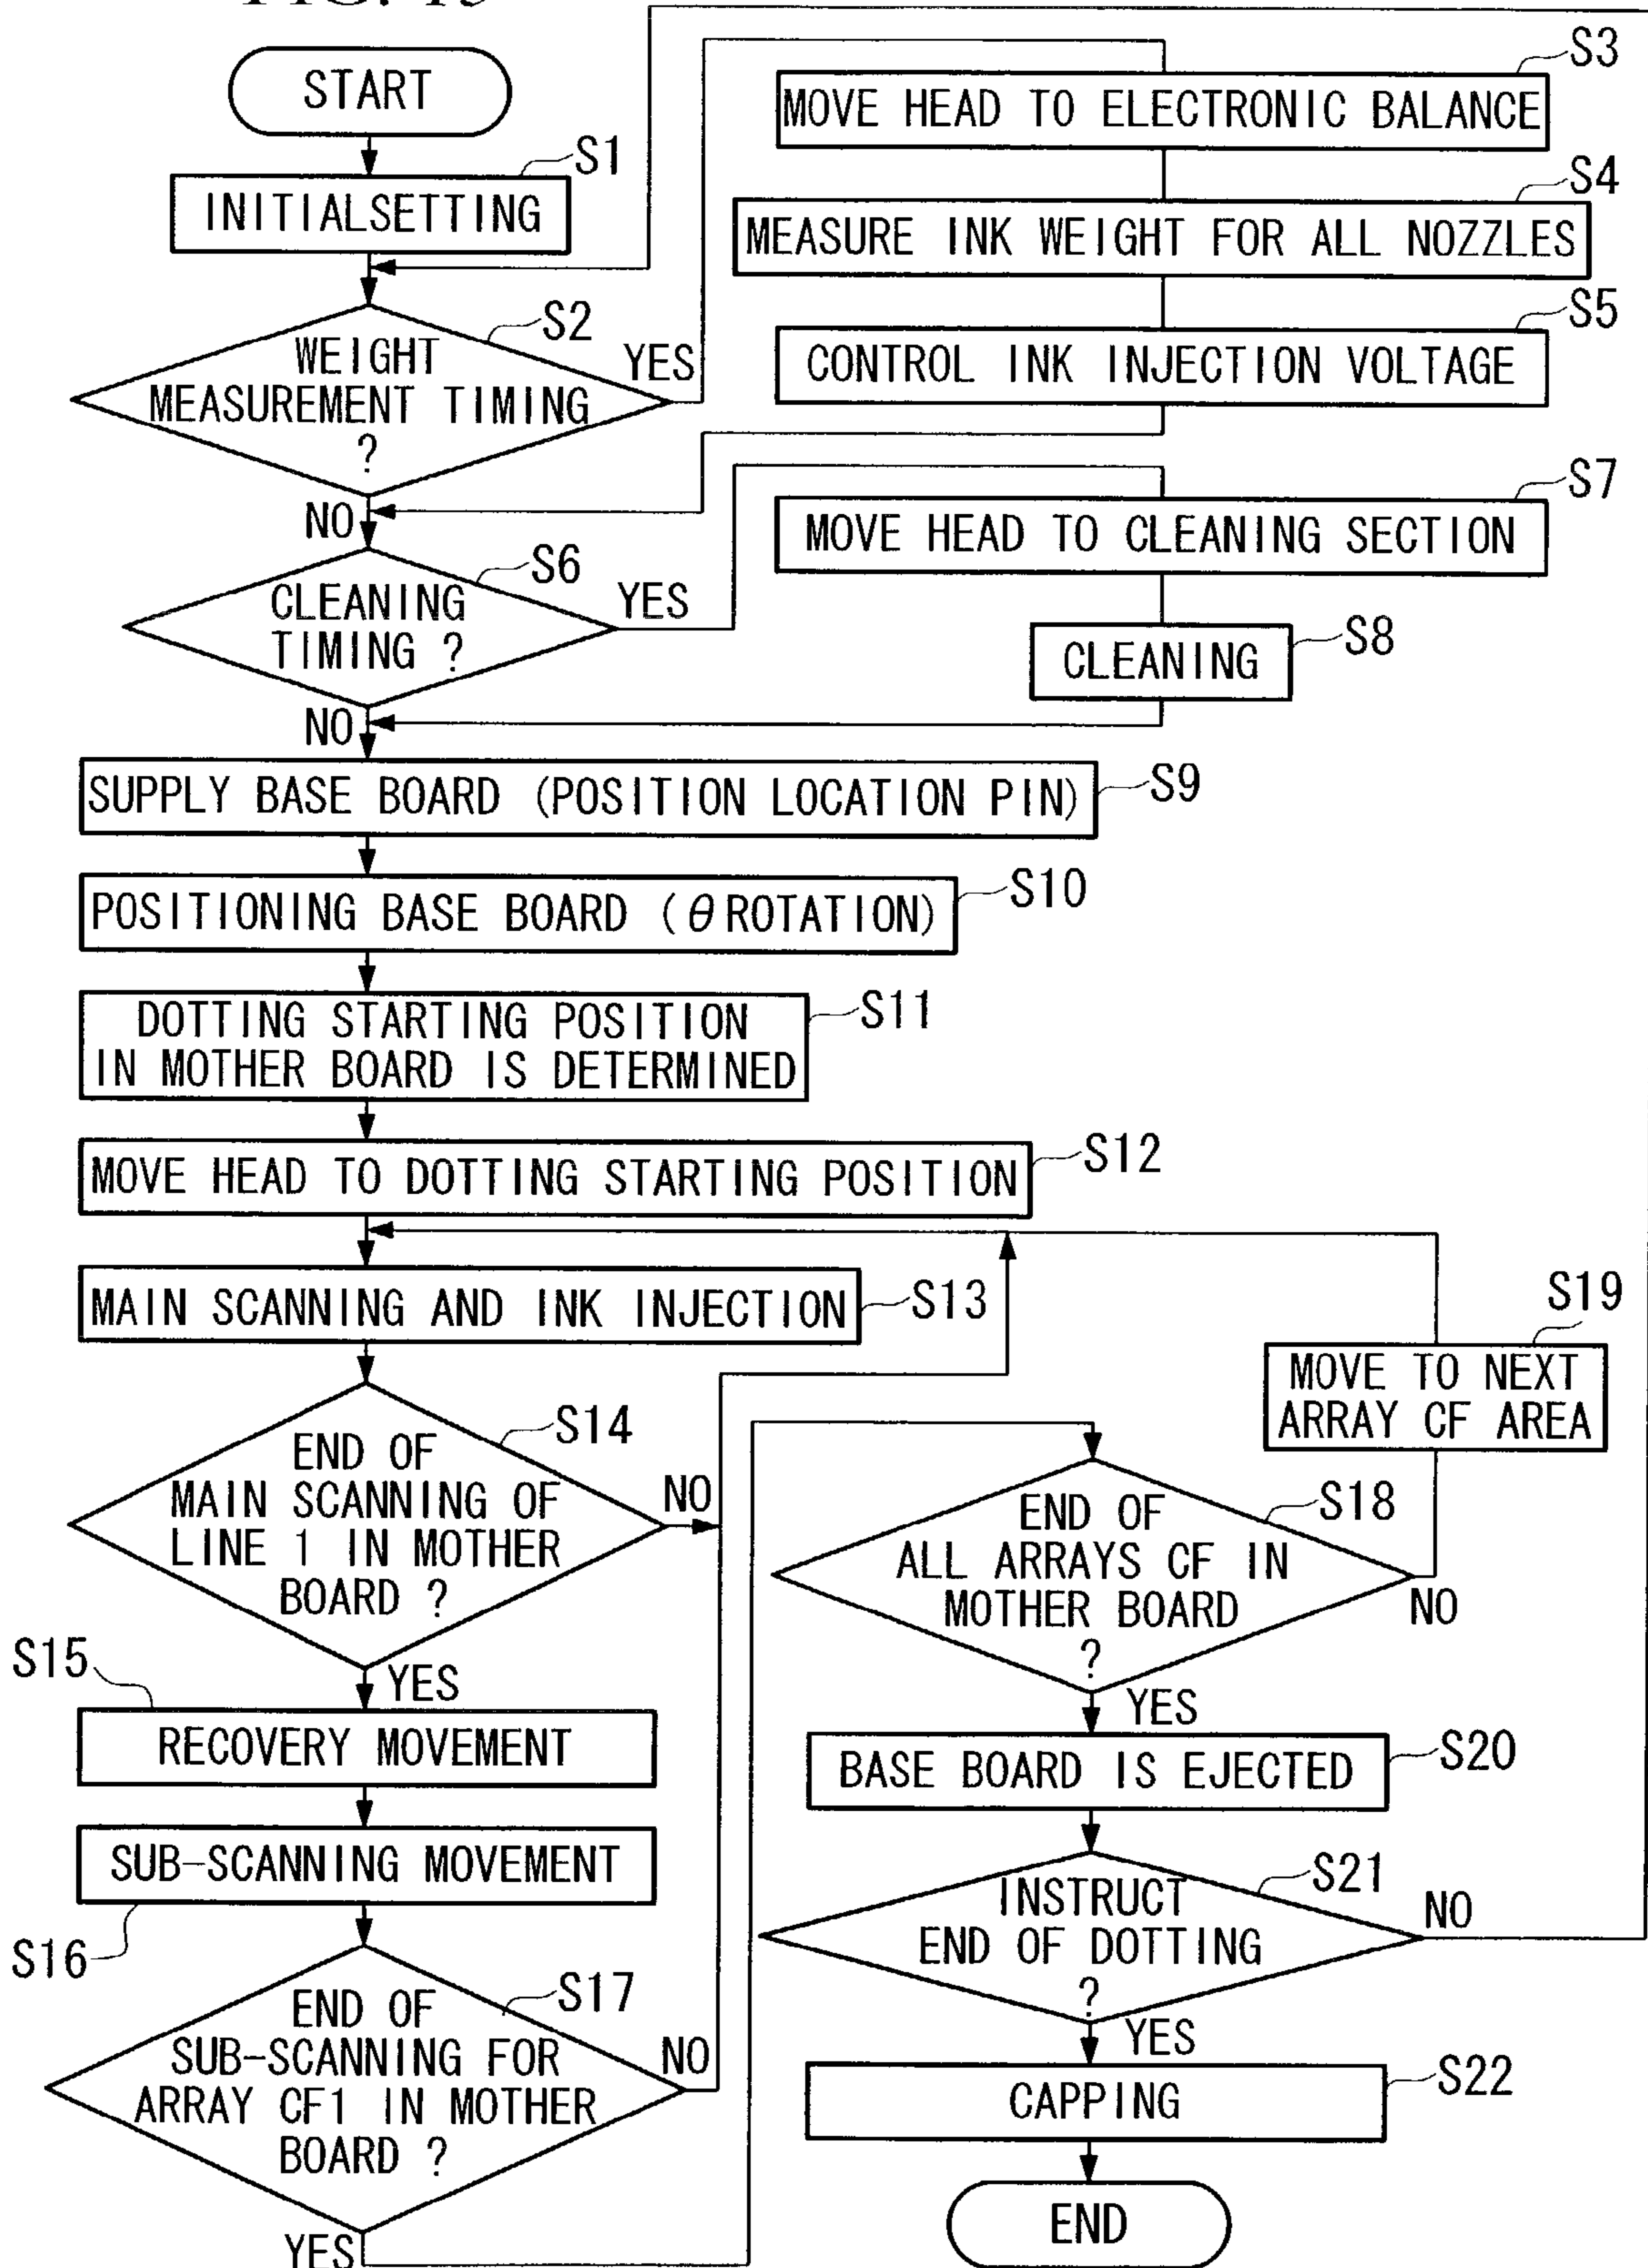 START
S1
INITIALSETTING
S2
WEIGHT
MEASUREMENT TIMING
?
YES
NO
S3
MOVE HEAD TO ELECTRONIC BALANCE
S4
MEASURE INK WEIGHT FOR ALL NOZZLES
S5
CONTROL INK INJECTION VOLTAGE
S6
CLEANING
TIMING ?
YES
NO
S7
MOVE HEAD TO CLEANING SECTION
S8
CLEANING
S9
SUPPLY BASE BOARD (POSITION LOCATION PIN)
S10
POSITIONING BASE BOARD (θ ROTATION)
S11
DOTTING STARTING POSITION
IN MOTHER BOARD IS DETERMINED
S12
MOVE HEAD TO DOTTING STARTING POSITION
S13
MAIN SCANNING AND INK INJECTION
S14
END OF
MAIN SCANNING OF
LINE 1 IN MOTHER
BOARD ?
NO
YES
S15
RECOVERY MOVEMENT
SUB-SCANNING MOVEMENT
S16
S17
END OF
SUB-SCANNING FOR
ARRAY CF1 IN MOTHER
BOARD ?
NO
YES
S18
END OF
ALL ARRAYS CF IN
MOTHER BOARD
?
NO
YES
S19
MOVE TO NEXT
ARRAY CF AREA
S20
BASE BOARD IS EJECTED
S21
INSTRUCT
END OF DOTTING
?
NO
YES
S22
CAPPING
END